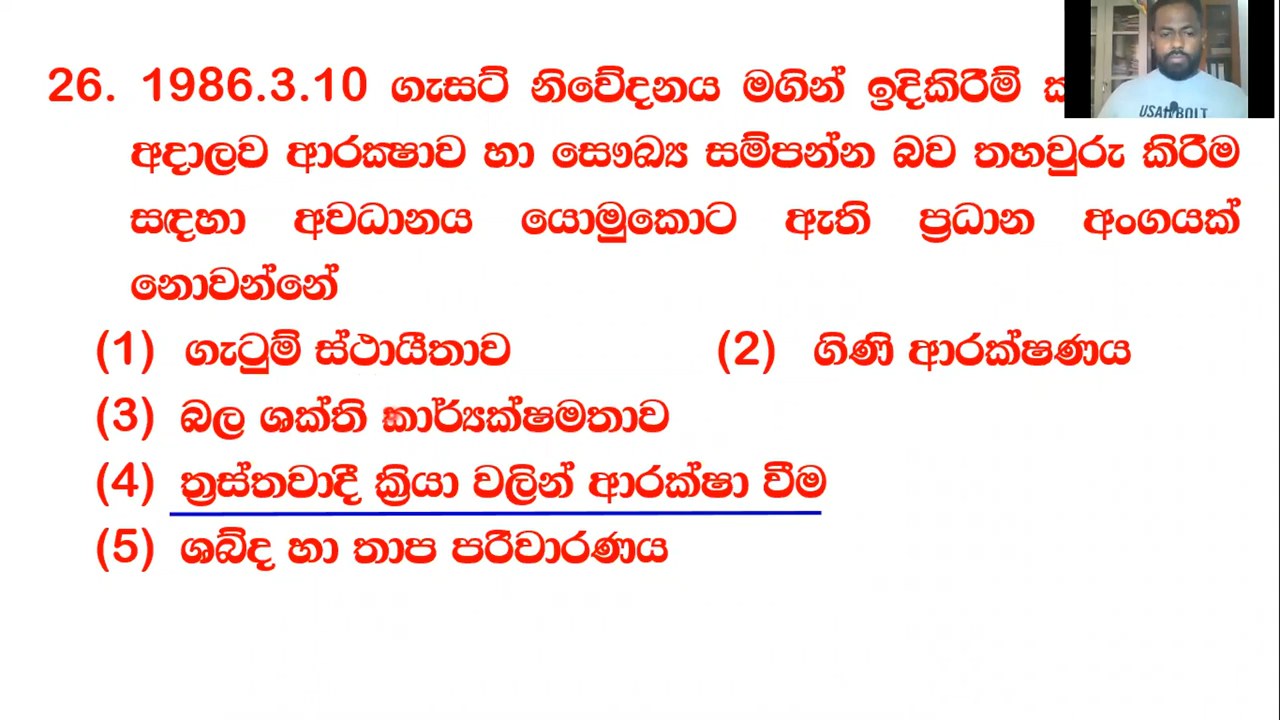 26. 1986.3.10 ගැසට් නිවේදනය මගින් ඉදිකිරීම්
අදාලව ආරක්‍ෂාව හා සෞඛ්‍ය සම්පන්න බව තහවුරු කිරීම
සඳහා අවධානය යොමුකොට ඇති ප්‍රධාන අංගයක්
නොවන්නේ
(1) ගැටුම් ස්ථායීතාව (2) ගිණි ආරක්ෂණය
(3) බල ශක්ති කාර්යක්ෂමතාව
(4) ත්‍රස්තවාදී ක්‍රියා වලින් ආරක්ෂා වීම
(5) ශබ්ද හා තාප පරිවාරණය
USAIN BOLT